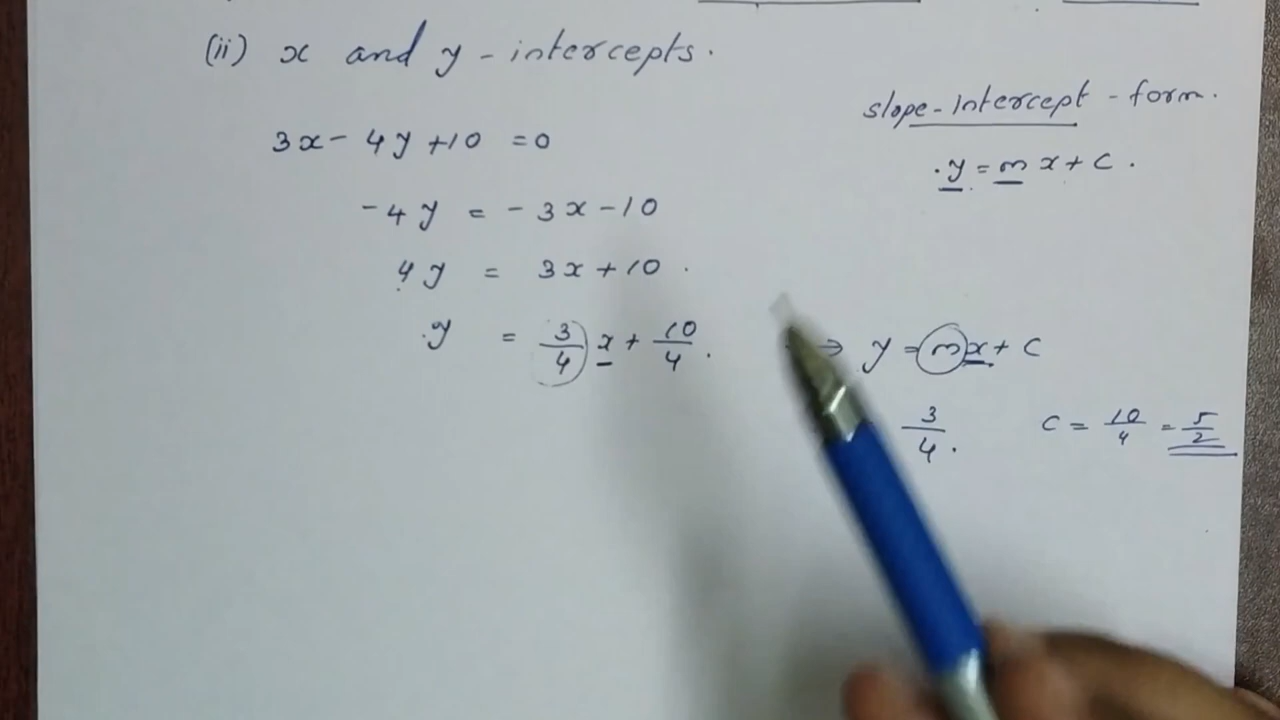 (ii) x and y - intercepts.
slope-intercept - form.
3x - 4y + 10 = 0
y = mx + c.
-4y = -3x - 10
4y = 3x + 10.
y = 3/4 x + 10/4. ⇒ y = mx + c
3/4. c = 10/4 = 5/2